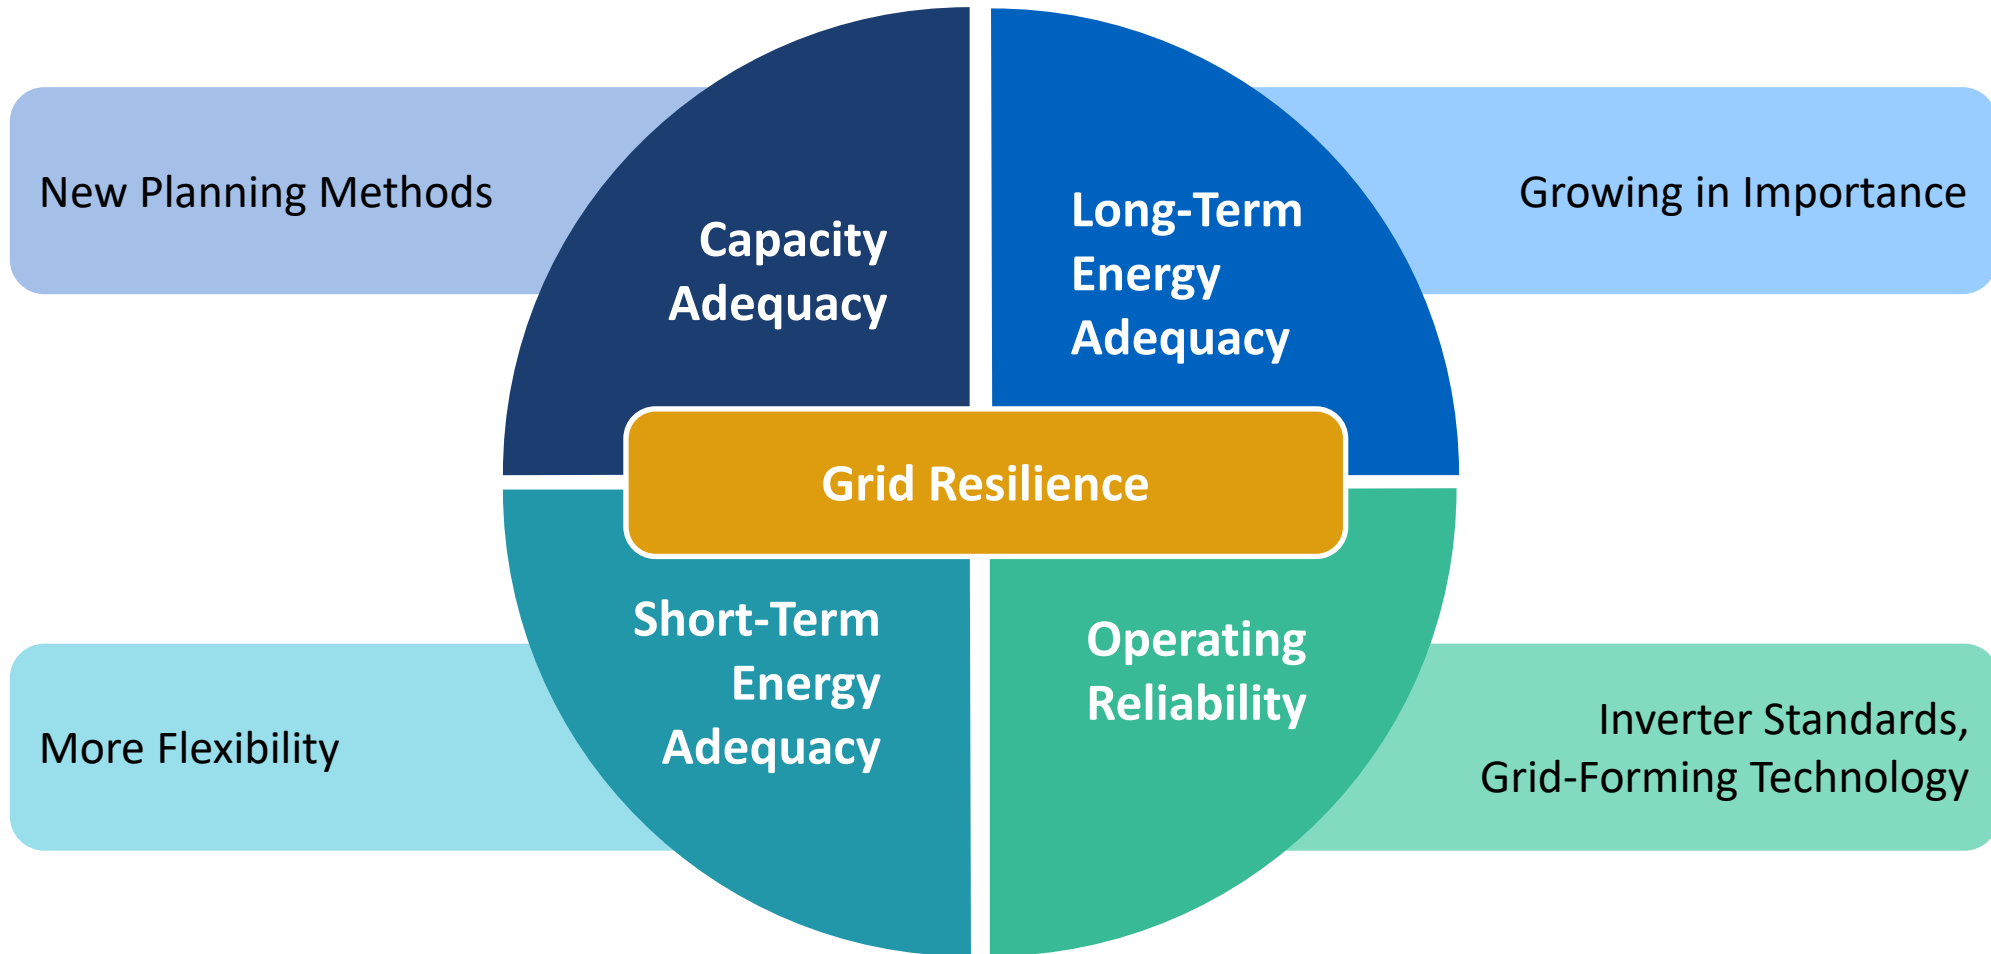 New Planning Methods
Capacity
Adequacy
Long-Term
Energy
Adequacy
Growing in Importance
Grid Resilience
More Flexibility
Short-Term
Energy
Adequacy
Operating
Reliability
Inverter Standards,
Grid-Forming Technology